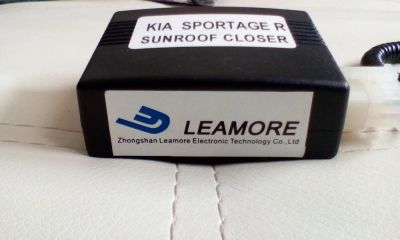 KIA SPORTAGE R
SUNROOF CLOSER
LEAMORE
Zhongshan Leamore Electronic Technology Co.,Ltd